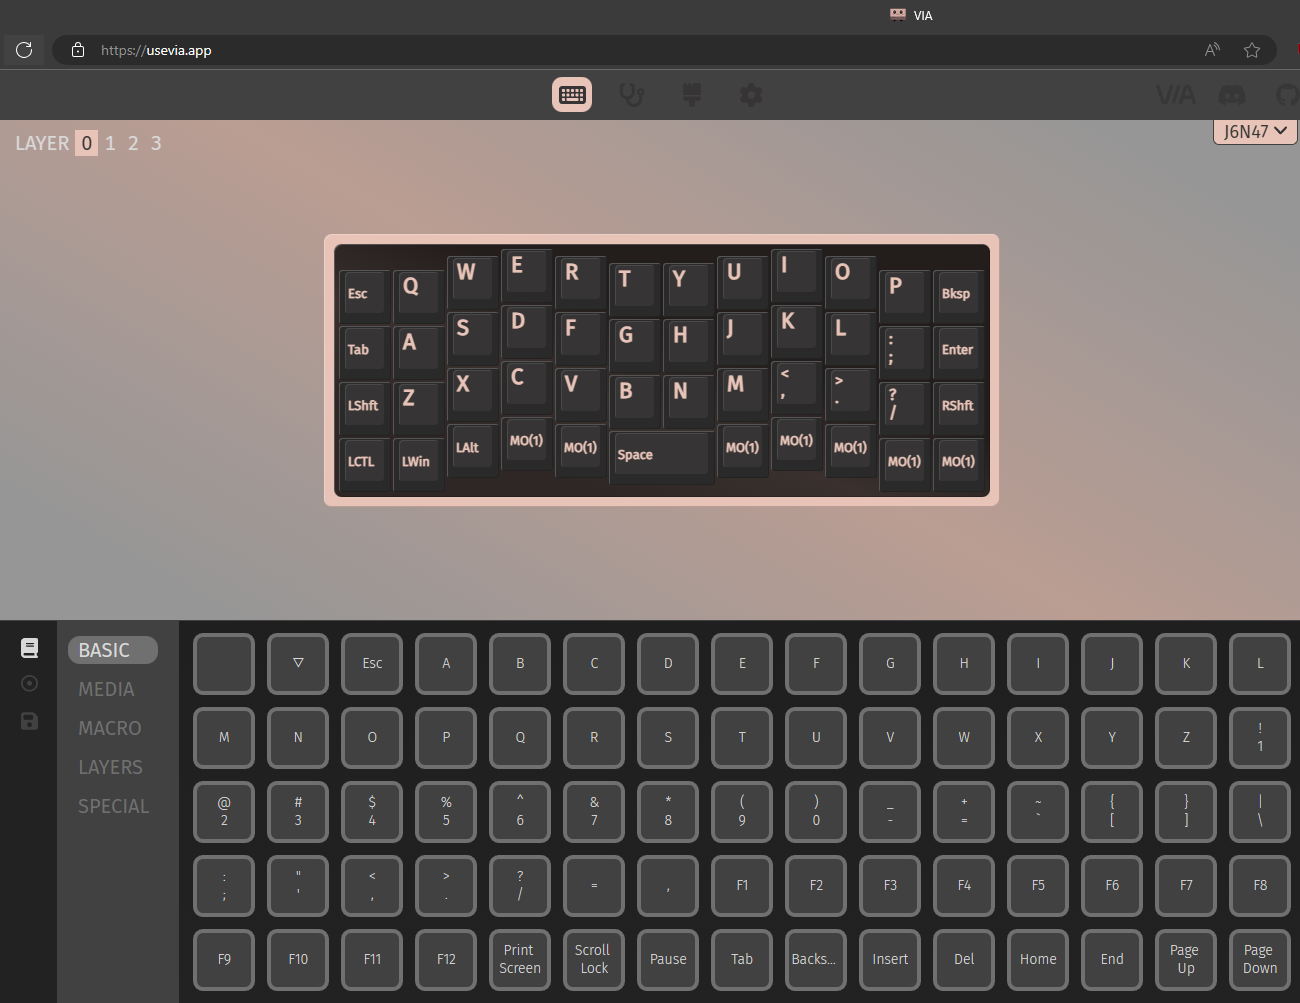 VIA
https://usevia.app
VIA
LAYER 0 1 2 3
J6N47
Esc Q W E R T Y U I O P Bksp
Tab A S D F G H J K L : ; Enter
LShft Z X C V B N M < , > . ? / RShft
LCTL LWin LAlt MO(1) MO(1) Space MO(1) MO(1) MO(1) MO(1) MO(1)
BASIC
MEDIA
MACRO
LAYERS
SPECIAL
▽ Esc A B C D E F G H I J K L
M N O P Q R S T U V W X Y Z ! 1
@ 2 # 3 $ 4 % 5 ^ 6 & 7 * 8 ( 9 ) 0 _ - + = ~ ` { [ } ] | \
: ; " ' < , > . ? / = , F1 F2 F3 F4 F5 F6 F7 F8
F9 F10 F11 F12 Print Screen Scroll Lock Pause Tab Backs... Insert Del Home End Page Up Page Down